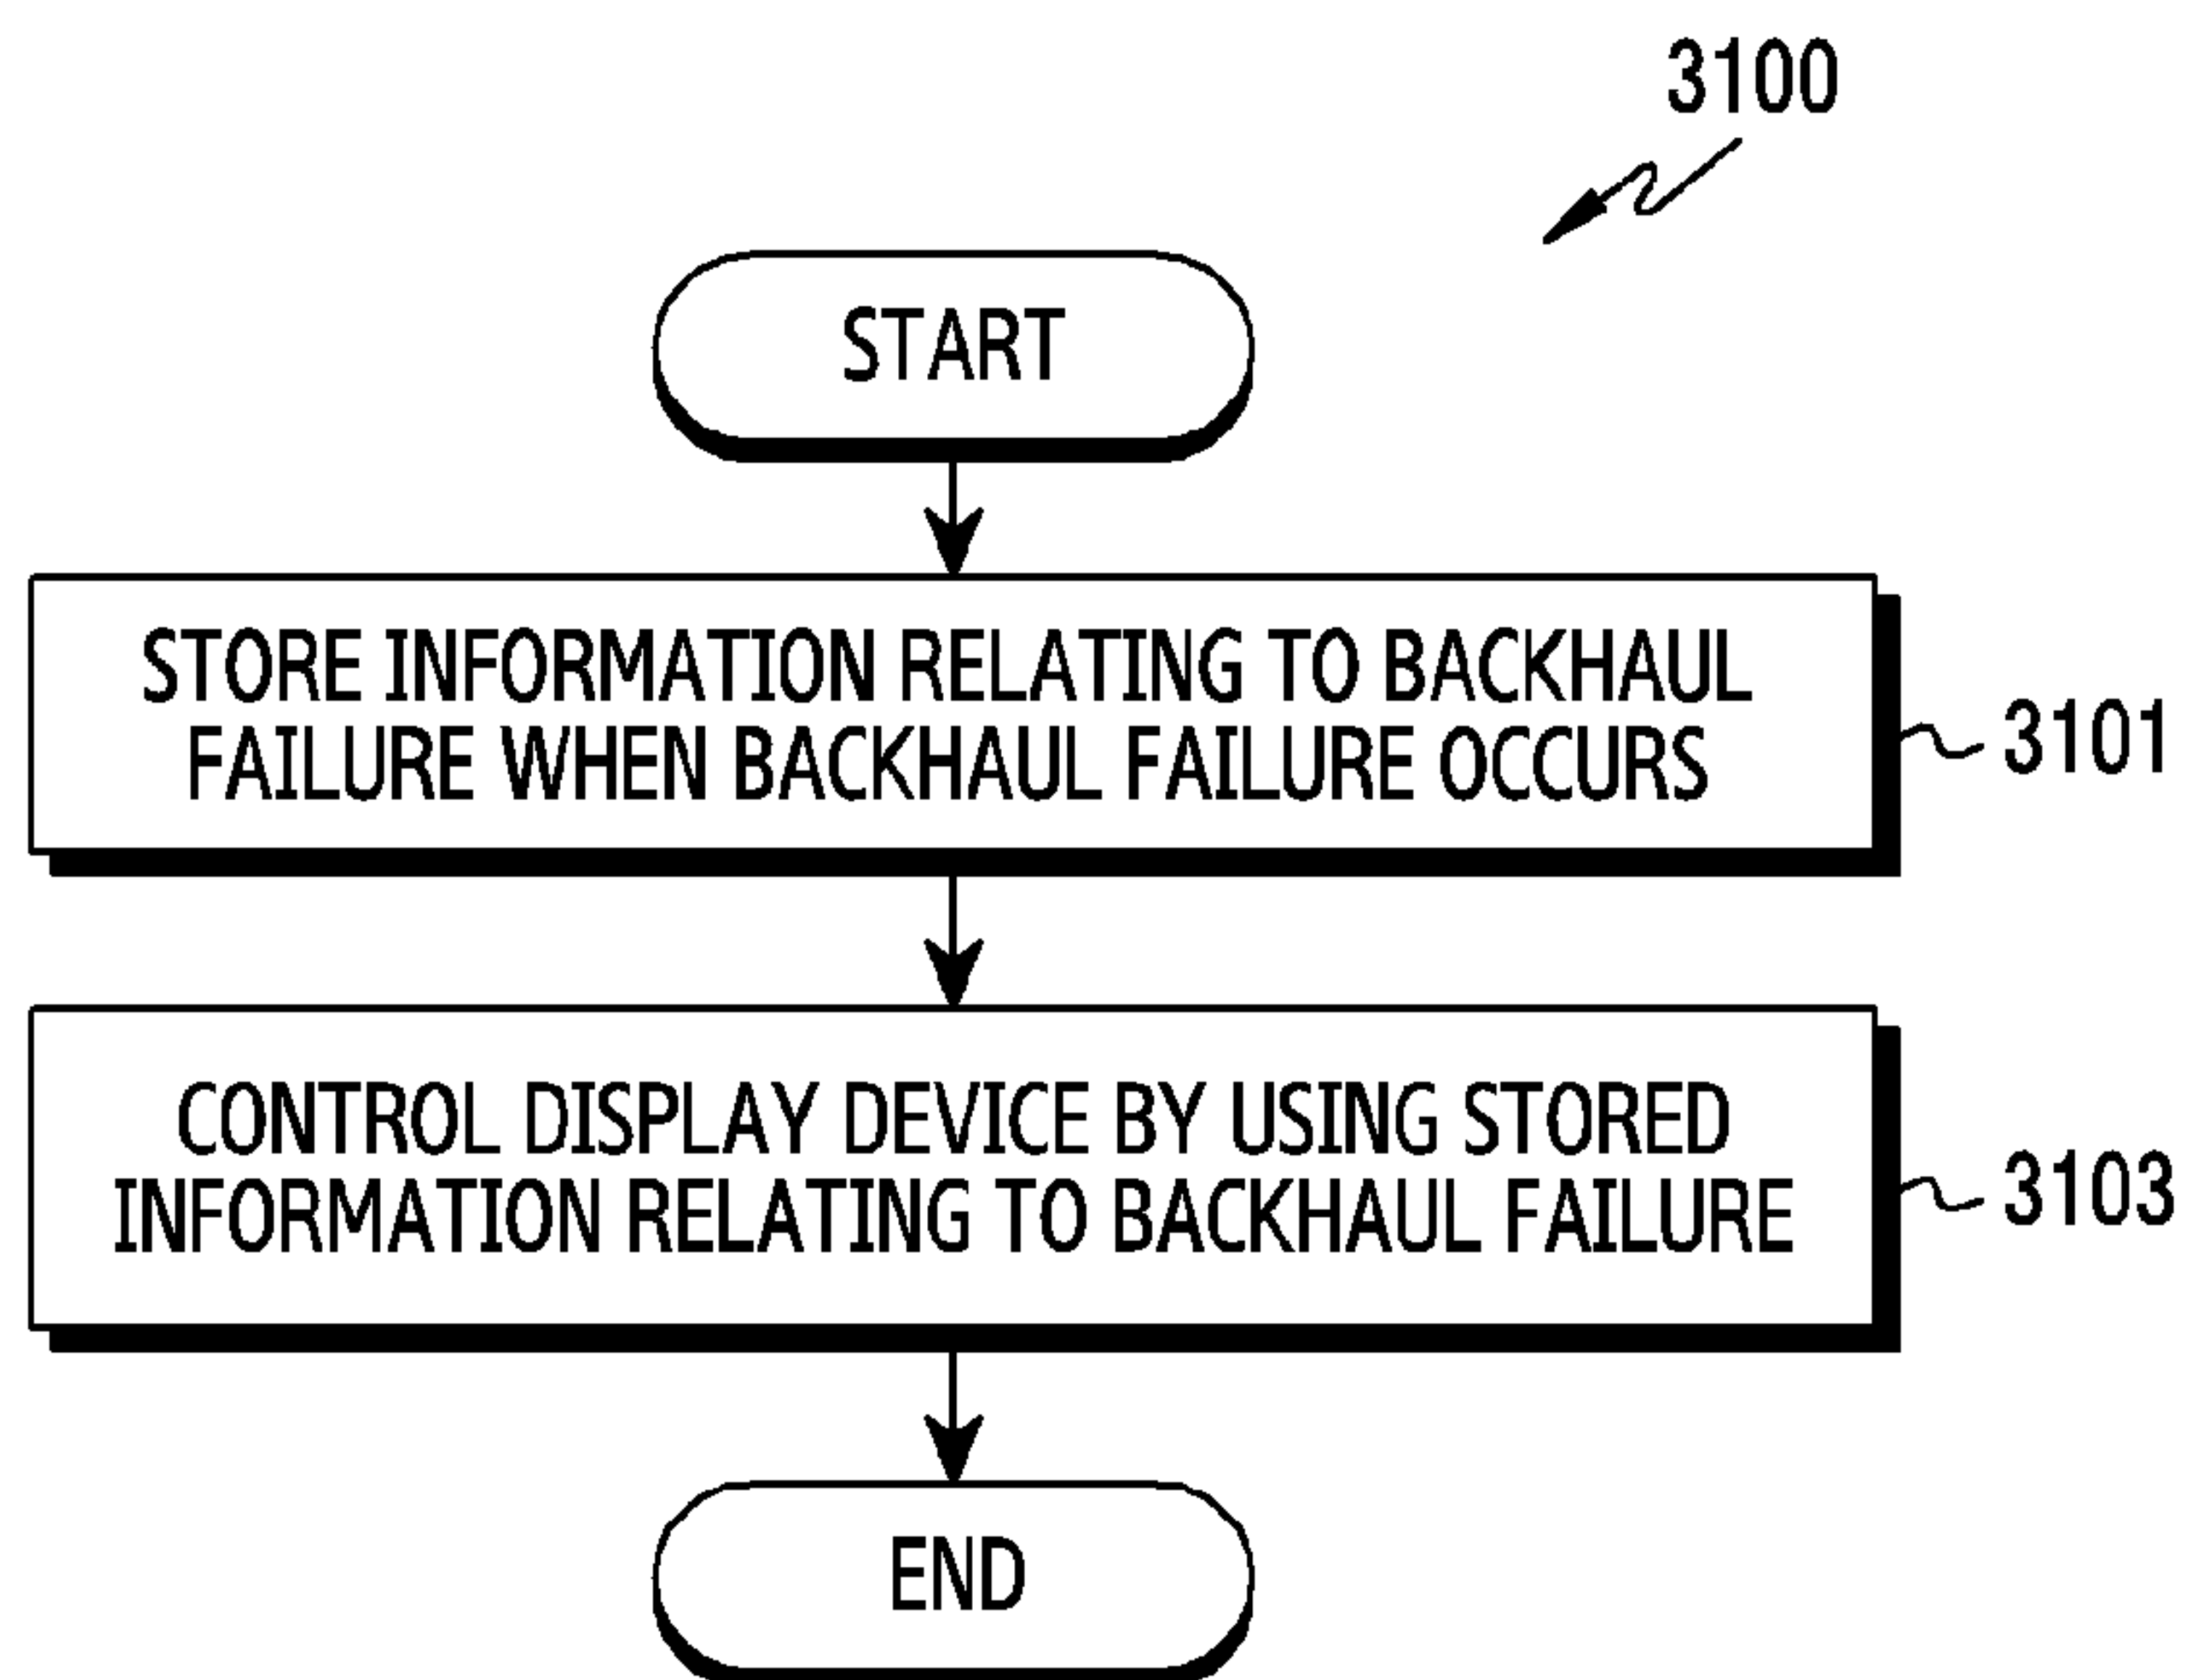 3100
START
STORE INFORMATION RELATING TO BACKHAUL
FAILURE WHEN BACKHAUL FAILURE OCCURS
3101
CONTROL DISPLAY DEVICE BY USING STORED
INFORMATION RELATING TO BACKHAUL FAILURE
3103
END